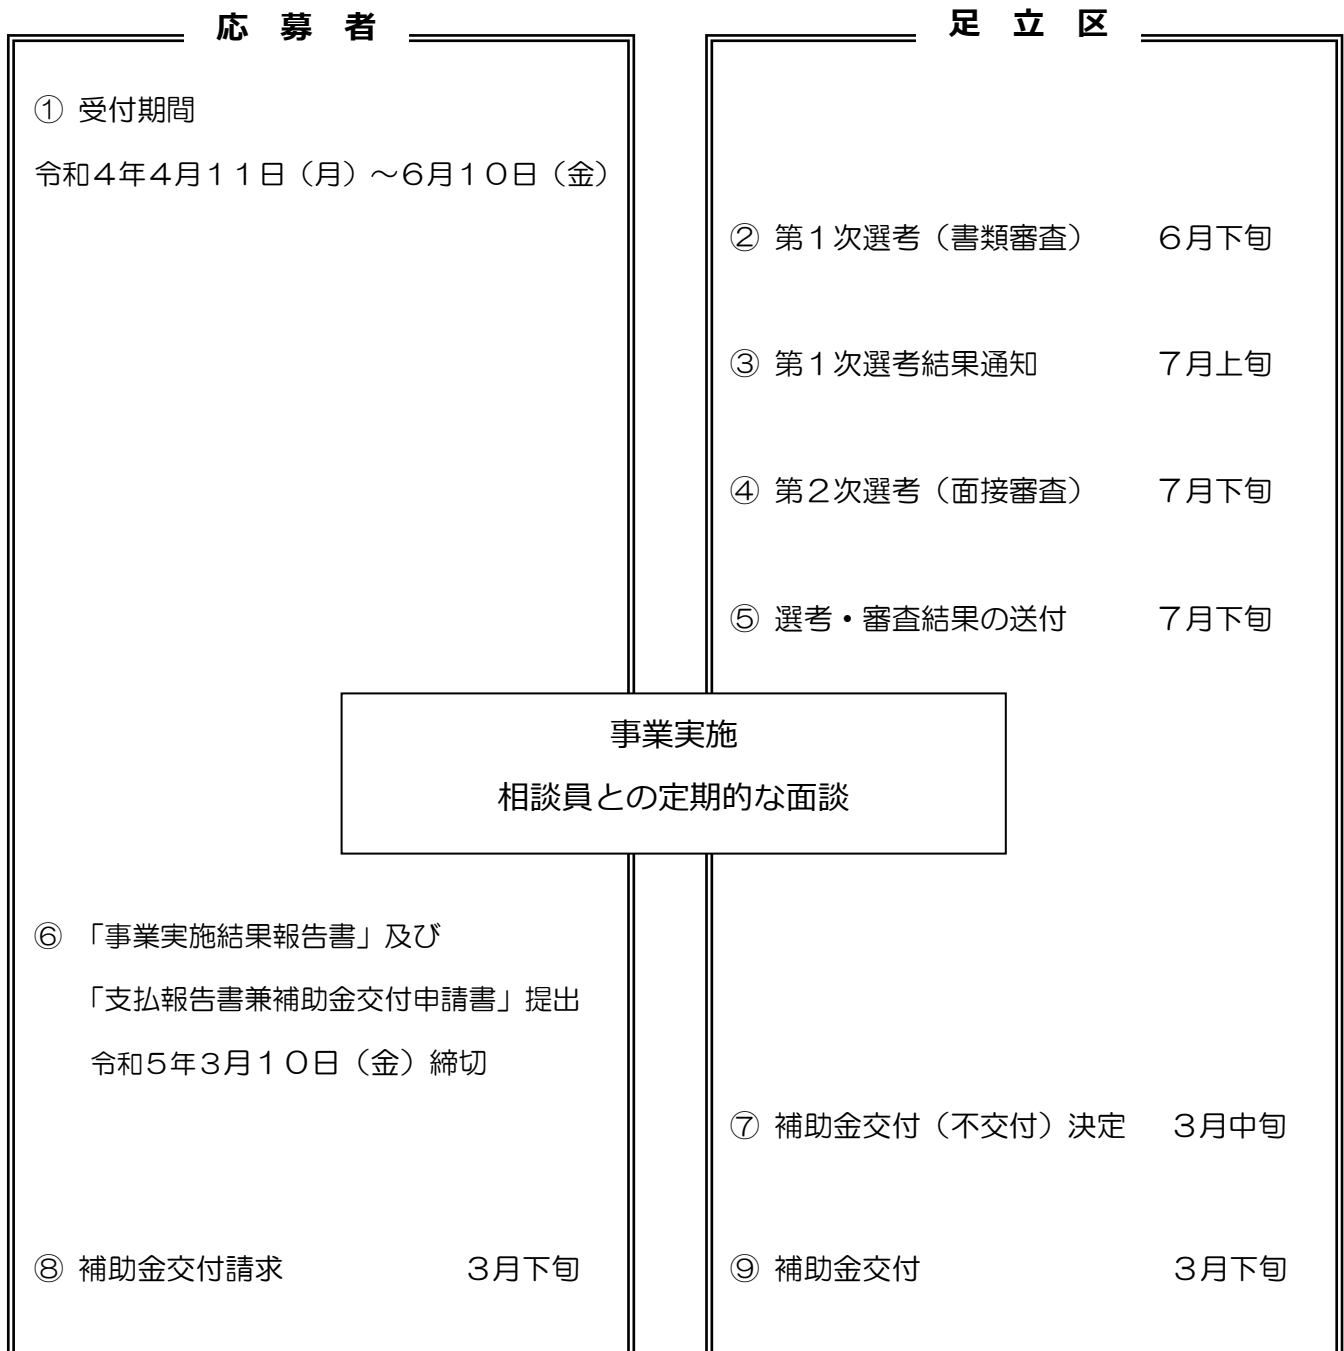 応 募 者
① 受付期間
令和４年４月１１日（月）～６月１０日（金）
足 立 区
② 第１次選考（書類審査） ６月下旬
③ 第１次選考結果通知 ７月上旬
④ 第２次選考（面接審査） ７月下旬
⑤ 選考・審査結果の送付 ７月下旬
事業実施
相談員との定期的な面談
⑥ 「事業実施結果報告書」及び
「支払報告書兼補助金交付申請書」提出
令和５年３月１０日（金）締切
⑦ 補助金交付（不交付）決定 ３月中旬
⑧ 補助金交付請求 ３月下旬
⑨ 補助金交付 ３月下旬